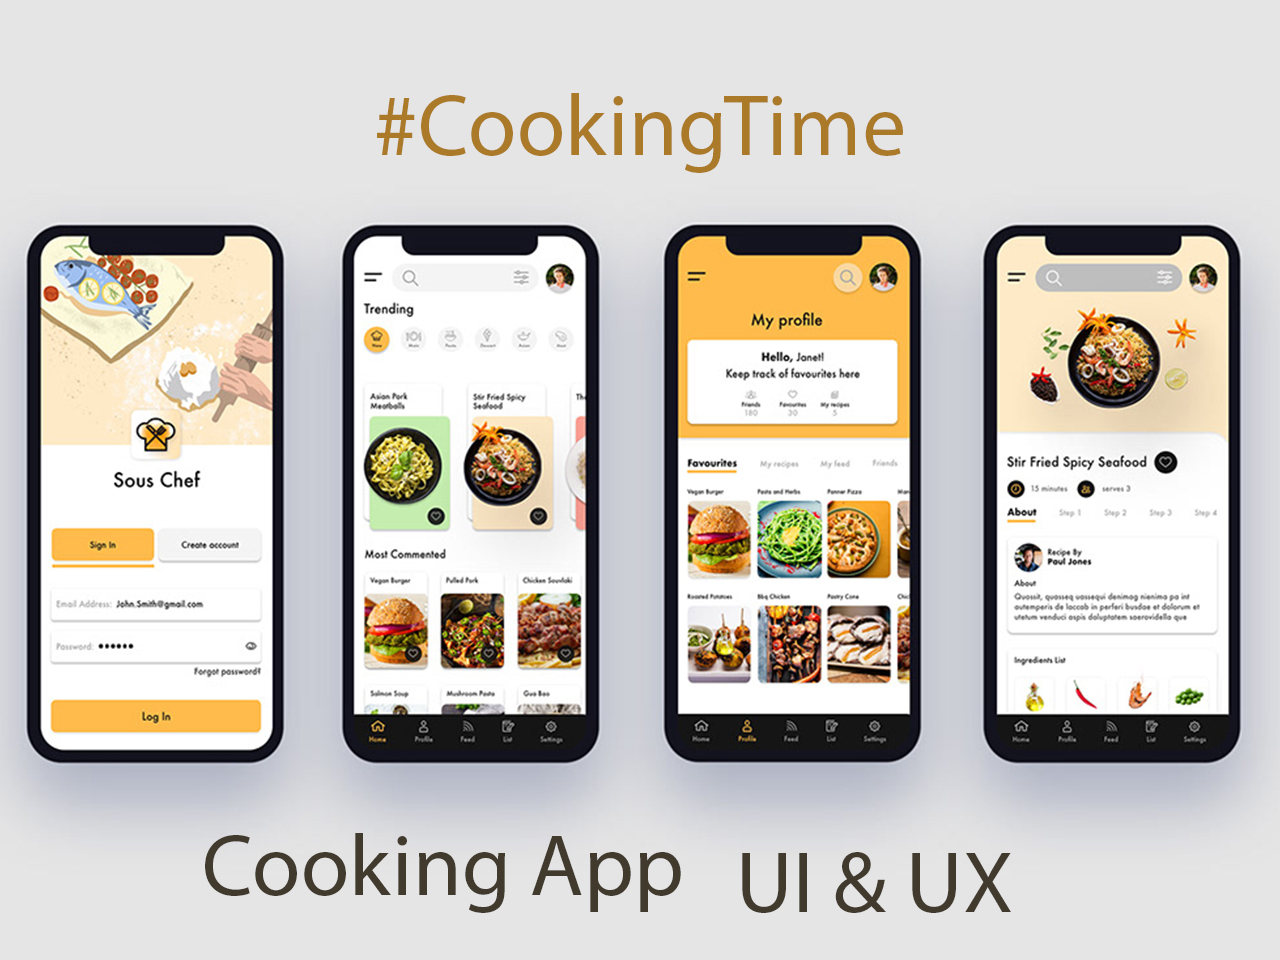 #CookingTime
Sous Chef
Sign In
Create account
Email Address: John.Smith@gmail.com
Password: ••••••
Forgot password?
Log In
Trending
Asian Pork
Meatballs
Stir Fried Spicy
Seafood
Most Commented
Vegan Burger
Pulled Pork
Chicken Souvlaki
Salmon Soup
Mushroom Pasta
Gua Bao
Home
Profile
Feed
List
Settings
My profile
Hello, Janet!
Keep track of favourites here
Friends
180
Favourites
30
My recipes
5
Favourites
My recipes
My feed
Friends
Vegan Burger
Pasta and Herbs
Panner Pizza
Roasted Potatoes
Bbq Chicken
Pastry Cone
Home
Profile
Feed
List
Settings
Stir Fried Spicy Seafood
15 minutes
serves 3
About
Step 1
Step 2
Step 3
Step 4
Recipe By
Paul Jones
About
Quossit, quasseq uossequi denimag nienima pa int
autemperis de laccab in perferi busdae et dolorum et
utetum venduci aspis doluptatem saerovidella que
Ingredients List
Home
Profile
Feed
List
Settings
Cooking App
UI & UX